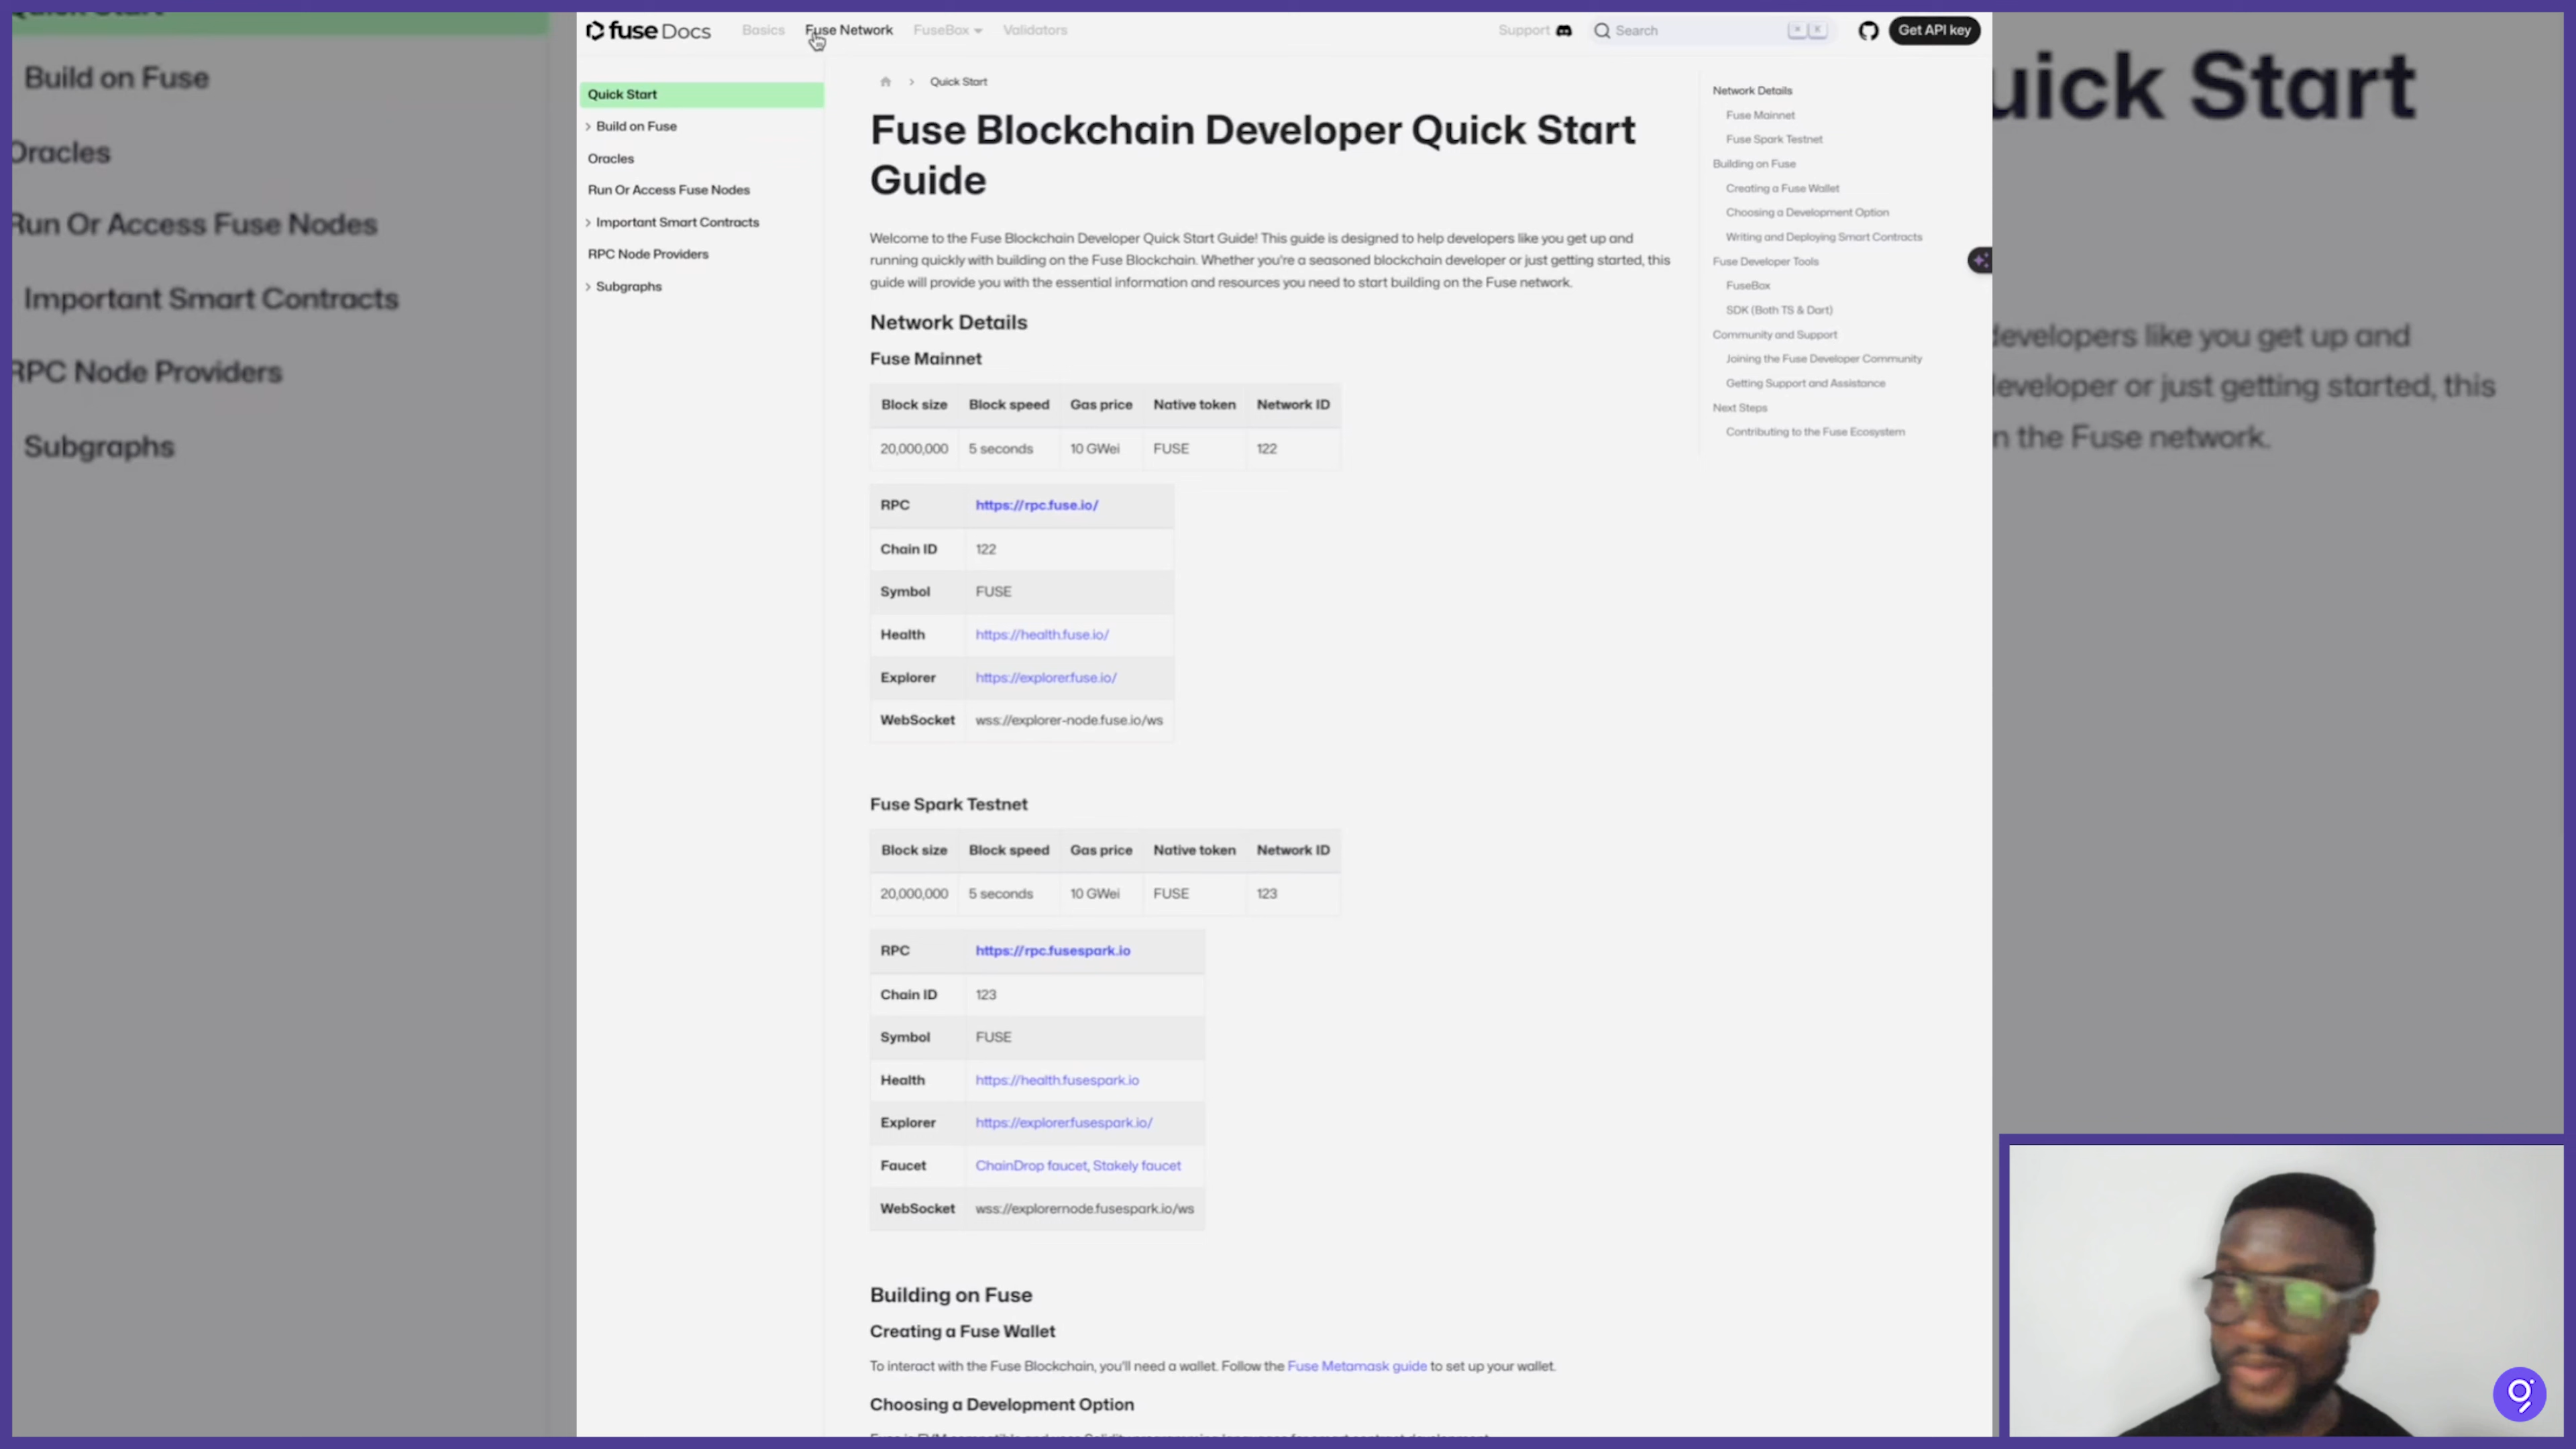 fuse Docs Basics Fuse Network FuseBox Validators Support Search Get API key
Quick Start
Build on Fuse
Oracles
Run Or Access Fuse Nodes
Important Smart Contracts
RPC Node Providers
Subgraphs
Build on Fuse
Oracles
Run Or Access Fuse Nodes
Important Smart Contracts
RPC Node Providers
Subgraphs
Quick Start
Fuse Blockchain Developer Quick Start
Guide
Welcome to the Fuse Blockchain Developer Quick Start Guide! This guide is designed to help developers like you get up and
running quickly with building on the Fuse Blockchain. Whether you're a seasoned blockchain developer or just getting started, this
guide will provide you with the essential information and resources you need to start building on the Fuse network.
Network Details
Fuse Mainnet
Block size Block speed Gas price Native token Network ID
20,000,000 5 seconds 10 GWei FUSE 122
RPC https://rpc.fuse.io/
Chain ID 122
Symbol FUSE
Health https://health.fuse.io/
Explorer https://explorer.fuse.io/
WebSocket wss://explorer-node.fuse.io/ws
Fuse Spark Testnet
Block size Block speed Gas price Native token Network ID
20,000,000 5 seconds 10 GWei FUSE 123
RPC https://rpc.fusespark.io
Chain ID 123
Symbol FUSE
Health https://health.fusespark.io
Explorer https://explorer.fusespark.io/
Faucet ChainDrop faucet, Stakely faucet
WebSocket wss://explorernode.fusespark.io/ws
Building on Fuse
Creating a Fuse Wallet
To interact with the Fuse Blockchain, you'll need a wallet. Follow the Fuse Metamask guide to set up your wallet.
Choosing a Development Option
Network Details
Fuse Mainnet
Fuse Spark Testnet
Building on Fuse
Creating a Fuse Wallet
Choosing a Development Option
Writing and Deploying Smart Contracts
Fuse Developer Tools
FuseBox
SDK (Both TS & Dart)
Community and Support
Joining the Fuse Developer Community
Getting Support and Assistance
Next Steps
Contributing to the Fuse Ecosystem
uick Start
developers like you get up and
developer or just getting started, this
n the Fuse network.